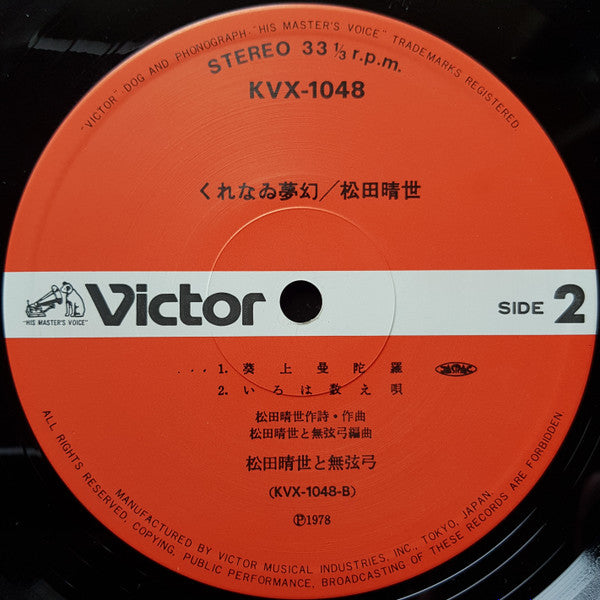 "VICTOR" DOG AND PHONOGRAPH·"HIS MASTER'S VOICE" TRADEMARKS REGISTERED.
STEREO 33 1/3 r.p.m.
KVX-1048
くれなゐ夢幻／松田晴世
"HIS MASTER'S VOICE"
Victor
SIDE 2
...1. 葵上曼陀羅
JASRAC
2. いろは数え唄
松田晴世作詩・作曲
松田晴世と無弦弓編曲
松田晴世と無弦弓
(KVX-1048-B)
Ⓟ1978
ALL RIGHTS RESERVED, COPYING, PUBLIC PERFORMANCE, BROADCASTING OF THESE RECORDS ARE FORBIDDEN.
MANUFACTURED BY VICTOR MUSICAL INDUSTRIES, INC., TOKYO, JAPAN.